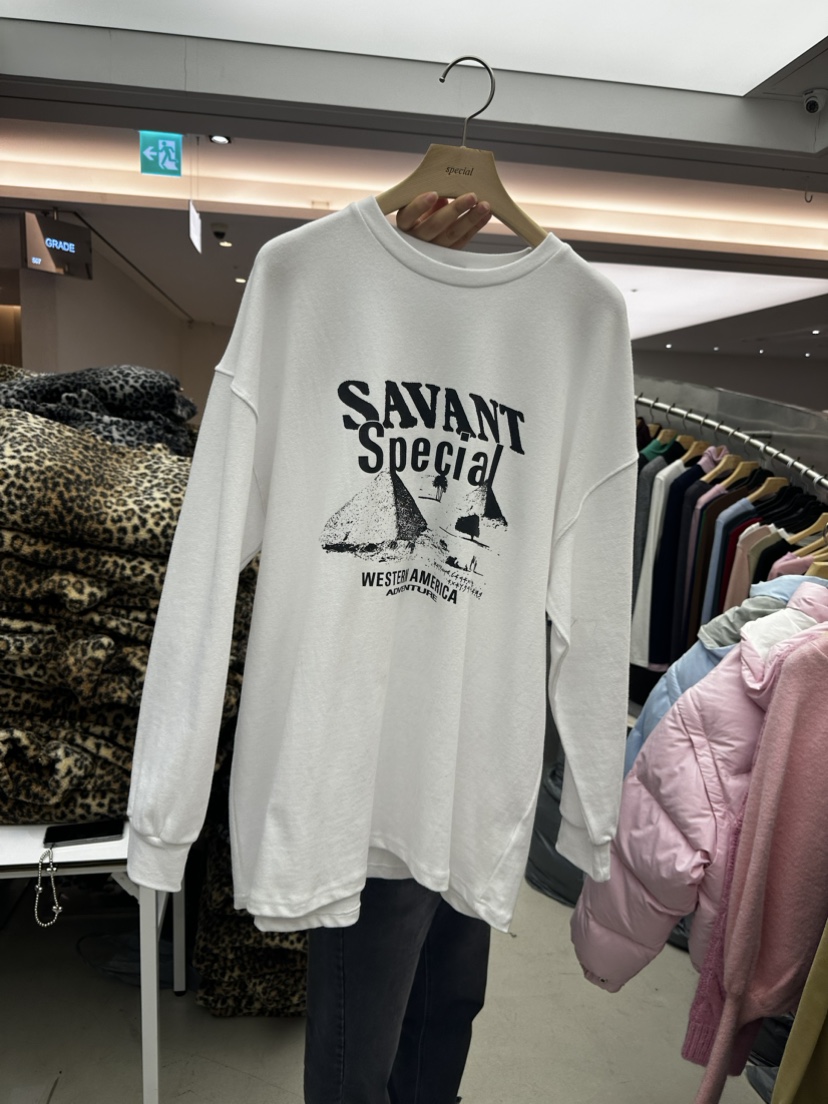 special
GRADE
SAVANT
Special
WESTERN AMERICA
ADVENTURE